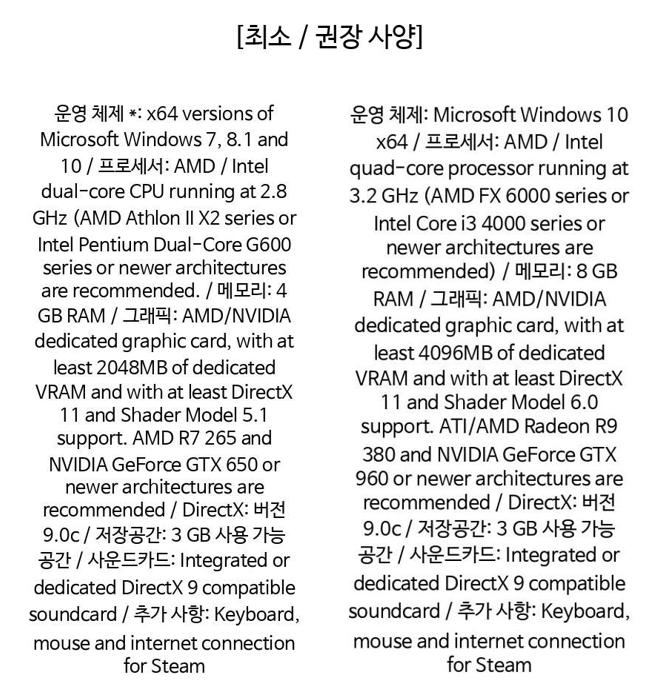 [최소 / 권장 사양]
운영 체제 *: x64 versions of
Microsoft Windows 7, 8.1 and
10 / 프로세서: AMD / Intel
dual-core CPU running at 2.8
GHz (AMD Athlon II X2 series or
Intel Pentium Dual-Core G600
series or newer architectures
are recommended. / 메모리: 4
GB RAM / 그래픽: AMD/NVIDIA
dedicated graphic card, with at
least 2048MB of dedicated
VRAM and with at least DirectX
11 and Shader Model 5.1
support. AMD R7 265 and
NVIDIA GeForce GTX 650 or
newer architectures are
recommended / DirectX: 버전
9.0c / 저장공간: 3 GB 사용 가능
공간 / 사운드카드: Integrated or
dedicated DirectX 9 compatible
soundcard / 추가 사항: Keyboard,
mouse and internet connection
for Steam
운영 체제: Microsoft Windows 10
x64 / 프로세서: AMD / Intel
quad-core processor running at
3.2 GHz (AMD FX 6000 series or
Intel Core i3 4000 series or
newer architectures are
recommended) / 메모리: 8 GB
RAM / 그래픽: AMD/NVIDIA
dedicated graphic card, with at
least 4096MB of dedicated
VRAM and with at least DirectX
11 and Shader Model 6.0
support. ATI/AMD Radeon R9
380 and NVIDIA GeForce GTX
960 or newer architectures are
recommended / DirectX: 버전
9.0c / 저장공간: 3 GB 사용 가능
공간 / 사운드카드: Integrated or
dedicated DirectX 9 compatible
soundcard / 추가 사항: Keyboard,
mouse and internet connection
for Steam